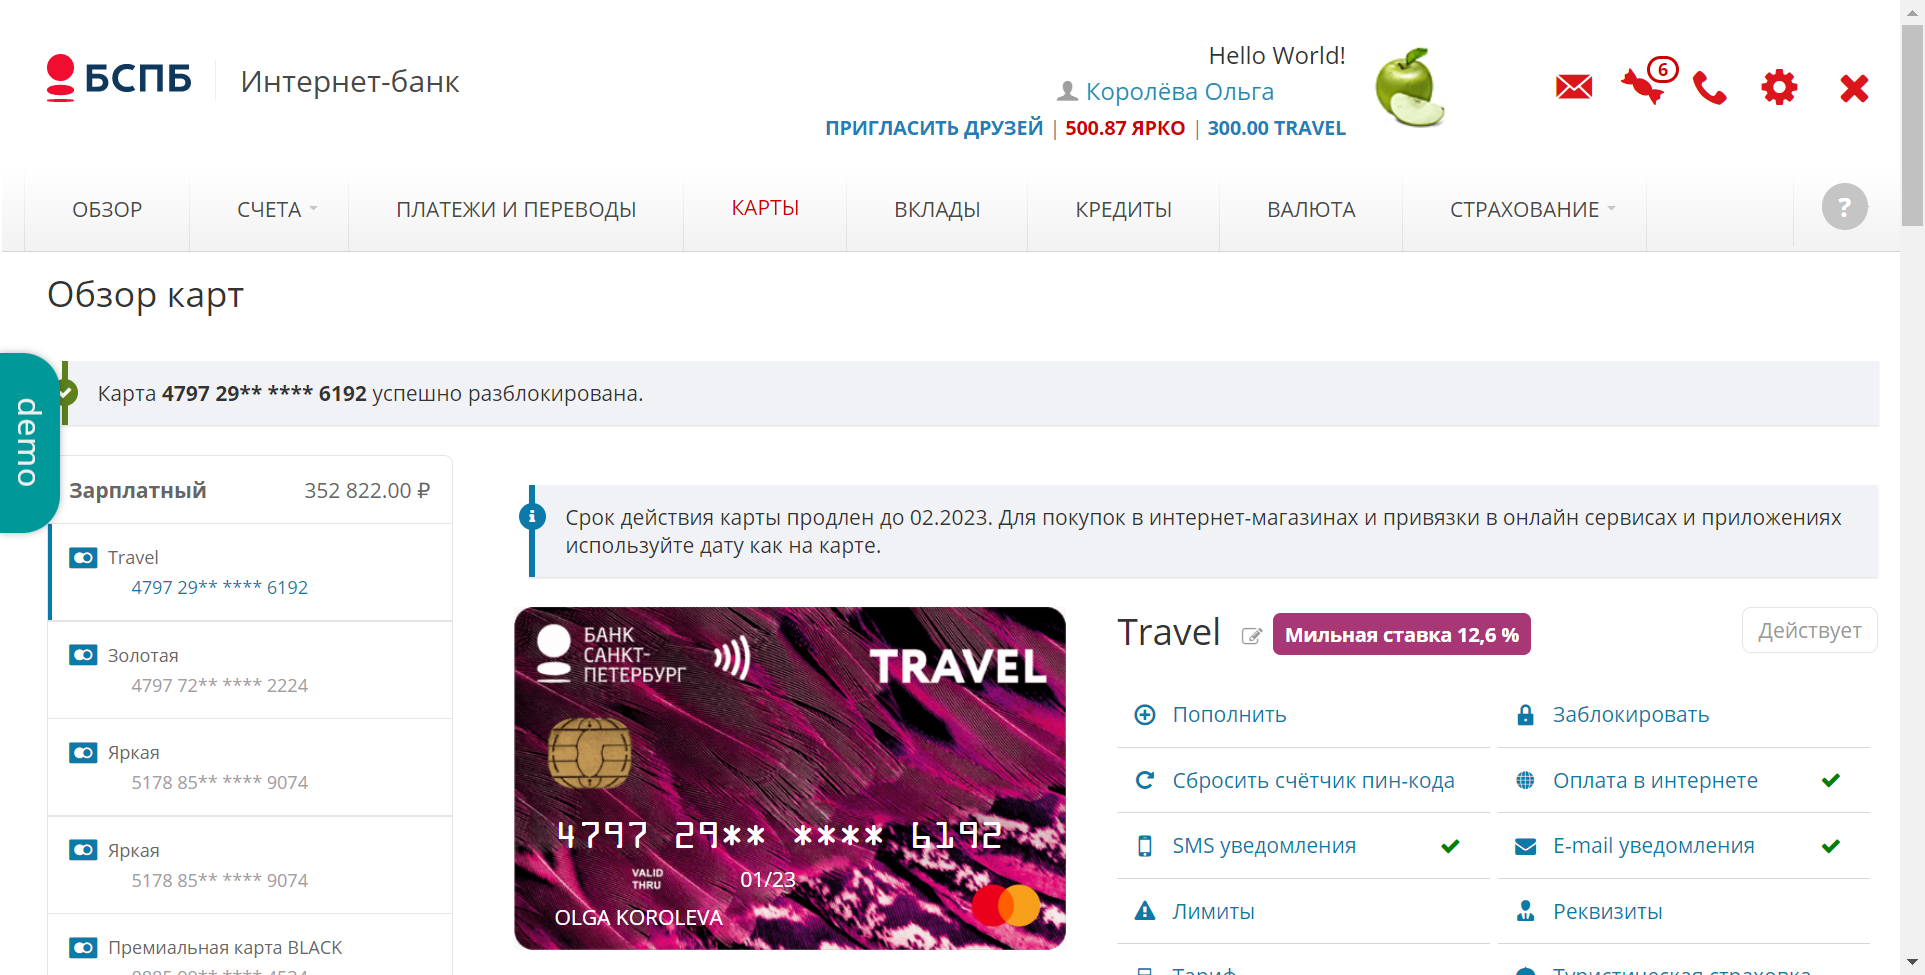 БСПБ
Интернет-банк
Hello World!
Королёва Ольга
ПРИГЛАСИТЬ ДРУЗЕЙ | 500.87 ЯРКО | 300.00 TRAVEL
6
ОБЗОР
СЧЕТА
ПЛАТЕЖИ И ПЕРЕВОДЫ
КАРТЫ
ВКЛАДЫ
КРЕДИТЫ
ВАЛЮТА
СТРАХОВАНИЕ
?
Обзор карт
demo
Карта 4797 29** **** 6192 успешно разблокирована.
Зарплатный 352 822.00 ₽
Travel
4797 29** **** 6192
Золотая
4797 72** **** 2224
Яркая
5178 85** **** 9074
Яркая
5178 85** **** 9074
Премиальная карта BLACK
Срок действия карты продлен до 02.2023. Для покупок в интернет-магазинах и привязки в онлайн сервисах и приложениях
используйте дату как на карте.
БАНК
САНКТ-
ПЕТЕРБУРГ
TRAVEL
4797 29** **** 6192
VALID
THRU
01/23
OLGA KOROLEVA
Travel
Мильная ставка 12,6 %
Действует
Пополнить
Заблокировать
Сбросить счётчик пин-кода
Оплата в интернете
SMS уведомления
E-mail уведомления
Лимиты
Реквизиты
Тариф
Туристическая страховка